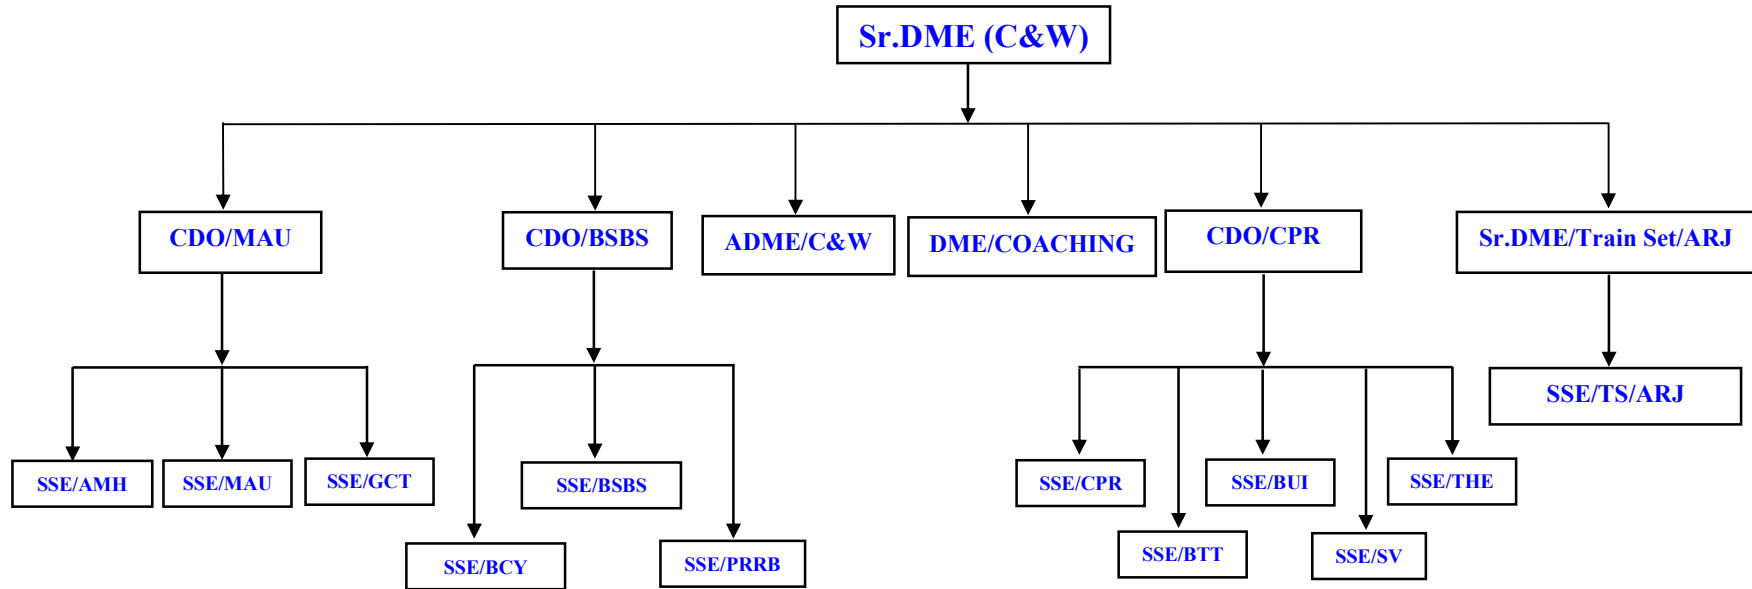 Sr.DME (C&W)
CDO/MAU
CDO/BSBS
ADME/C&W
DME/COACHING
CDO/CPR
Sr.DME/Train Set/ARJ
SSE/TS/ARJ
SSE/AMH
SSE/MAU
SSE/GCT
SSE/BSBS
SSE/CPR
SSE/BUI
SSE/THE
SSE/BCY
SSE/PRRB
SSE/BTT
SSE/SV